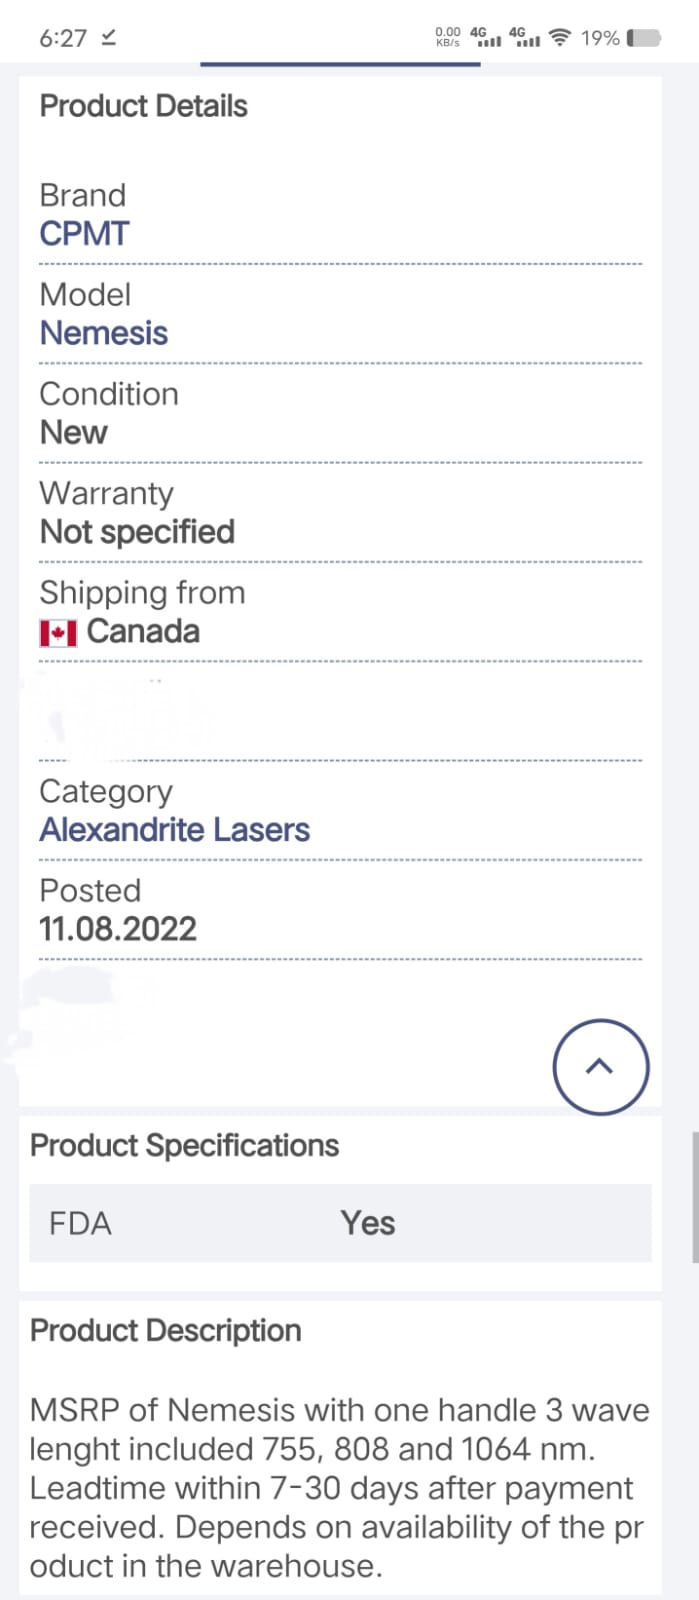 6:27
0.00 KB/s 4G 4G 19%
Product Details
Brand
CPMT
Model
Nemesis
Condition
New
Warranty
Not specified
Shipping from
Canada
Category
Alexandrite Lasers
Posted
11.08.2022
Product Specifications
FDA Yes
Product Description
MSRP of Nemesis with one handle 3 wave
lenght included 755, 808 and 1064 nm.
Leadtime within 7-30 days after payment
received. Depends on availability of the pr
oduct in the warehouse.